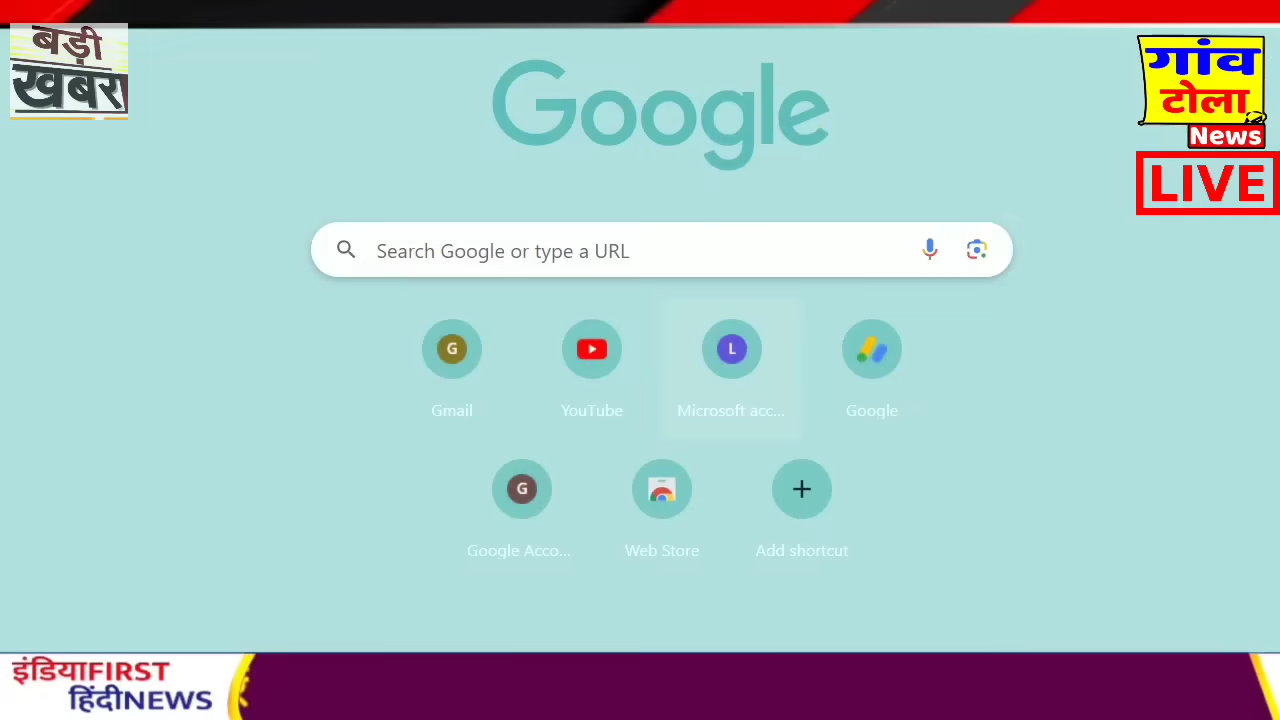 बड़ी
खबर
Google
गांव
टोला
News
LIVE
Search Google or type a URL
G
L
Gmail
YouTube
Microsoft acc...
Google
G
Google Acco...
Web Store
Add shortcut
इंडियाFIRST
हिंदीNEWS